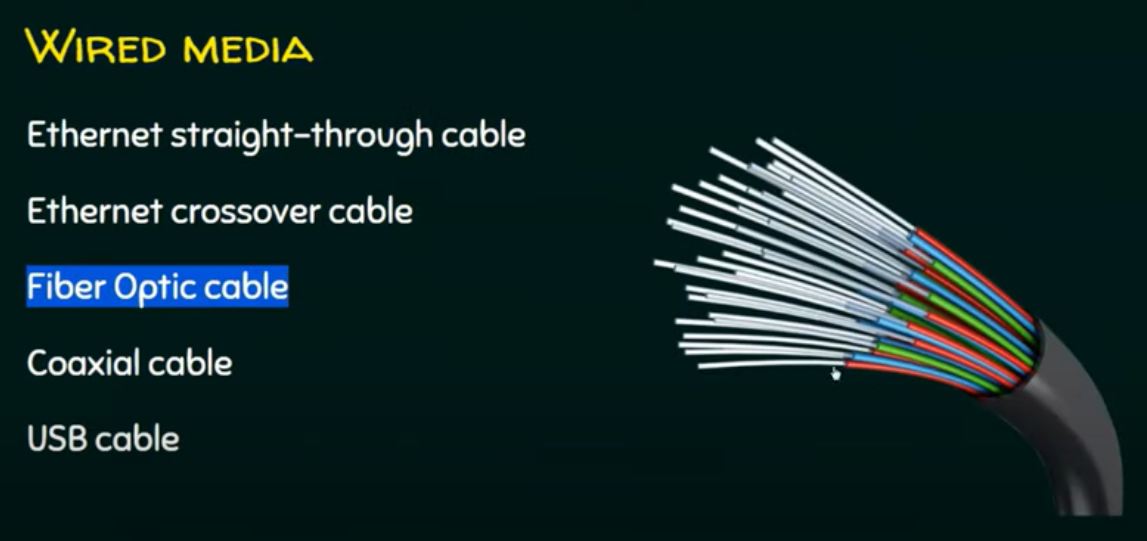 Wired media
Ethernet straight-through cable
Ethernet crossover cable
Fiber Optic cable
Coaxial cable
USB cable